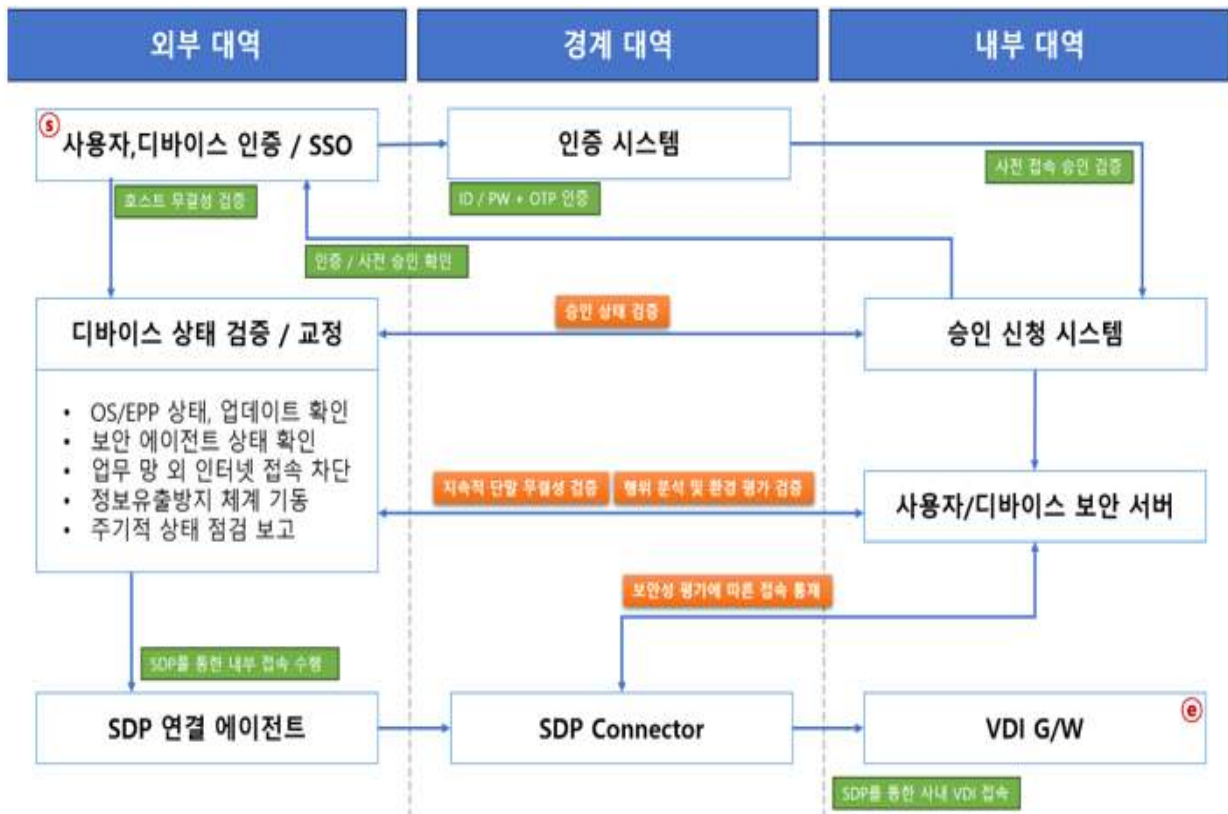 외부 대역
경계 대역
내부 대역
s
사용자,디바이스 인증 / SSO
인증 시스템
호스트 무결성 검증
ID / PW + OTP 인증
사전 접속 승인 검증
인증 / 사전 승인 확인
승인 상태 검증
디바이스 상태 검증 / 교정
승인 신청 시스템
• OS/EPP 상태, 업데이트 확인
• 보안 에이전트 상태 확인
• 업무 망 외 인터넷 접속 차단
• 정보유출방지 체계 기동
• 주기적 상태 점검 보고
지속적 단말 무결성 검증
행위 분석 및 환경 평가 검증
사용자/디바이스 보안 서버
보안성 평가에 따른 접속 통제
SDP를 통한 내부 접속 수행
SDP 연결 에이전트
SDP Connector
VDI G/W
e
SDP를 통한 사내 VDI 접속